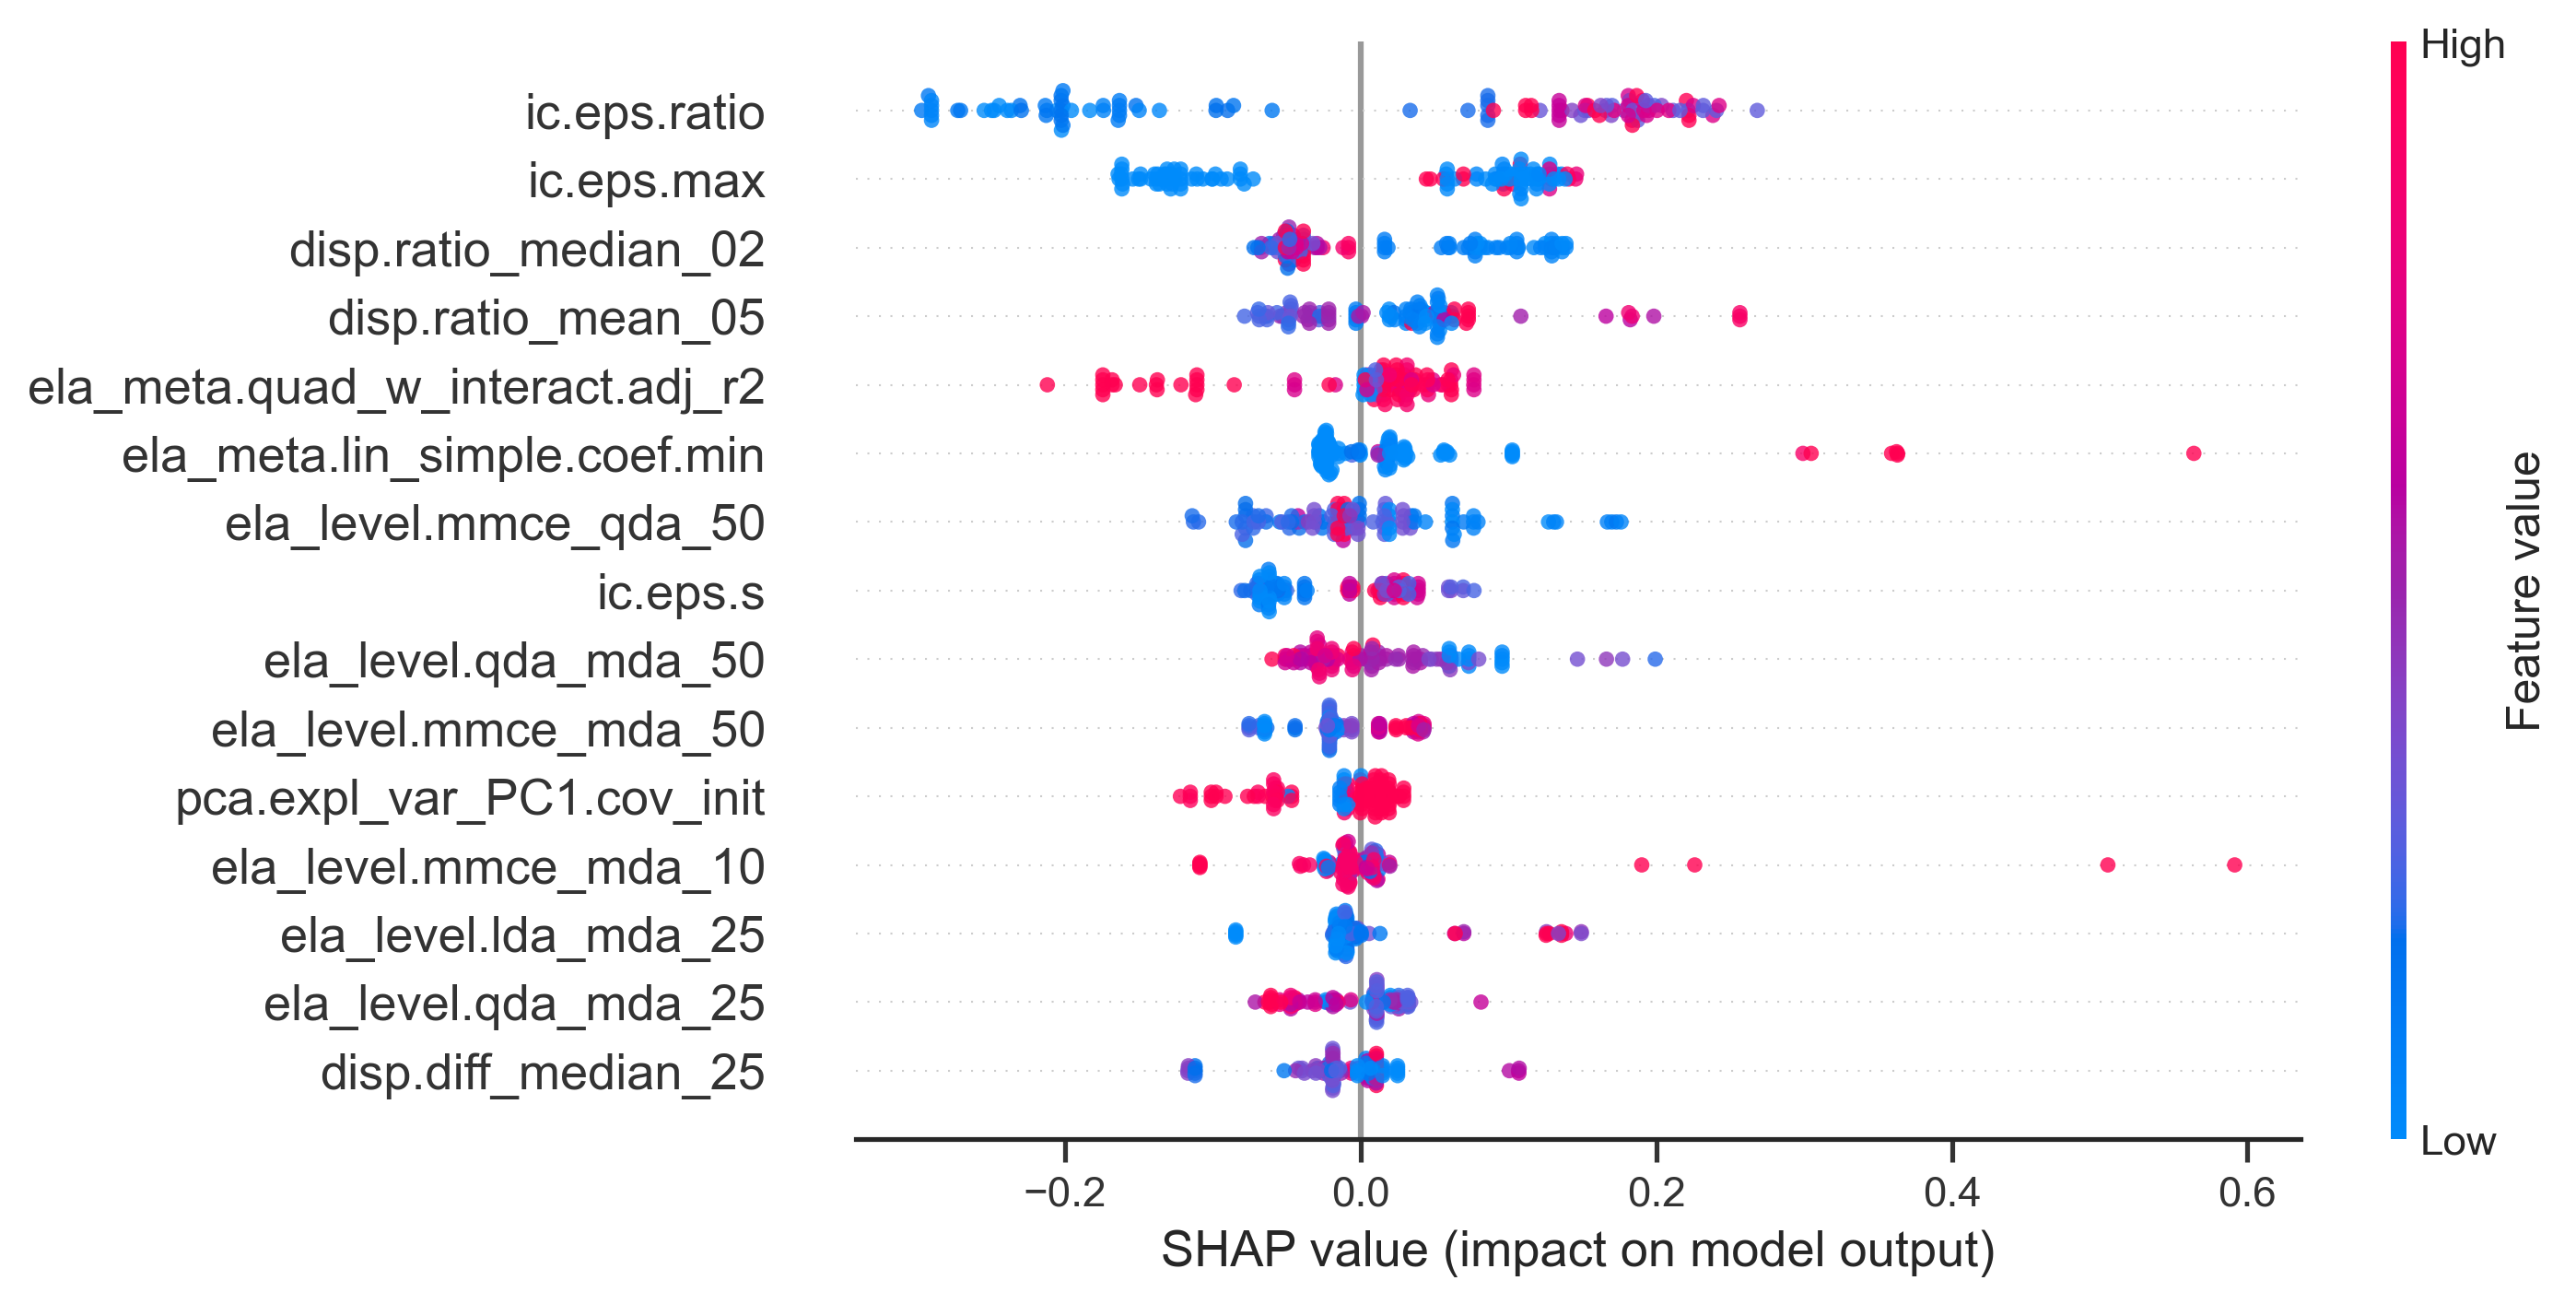 High
ic.eps.ratio
ic.eps.max
disp.ratio_median_02
disp.ratio_mean_05
ela_meta.quad_w_interact.adj_r2
ela_meta.lin_simple.coef.min
ela_level.mmce_qda_50
ic.eps.s
ela_level.qda_mda_50
ela_level.mmce_mda_50
pca.expl_var_PC1.cov_init
ela_level.mmce_mda_10
ela_level.lda_mda_25
ela_level.qda_mda_25
disp.diff_median_25
Feature value
Low
−0.2 0.0 0.2 0.4 0.6
SHAP value (impact on model output)